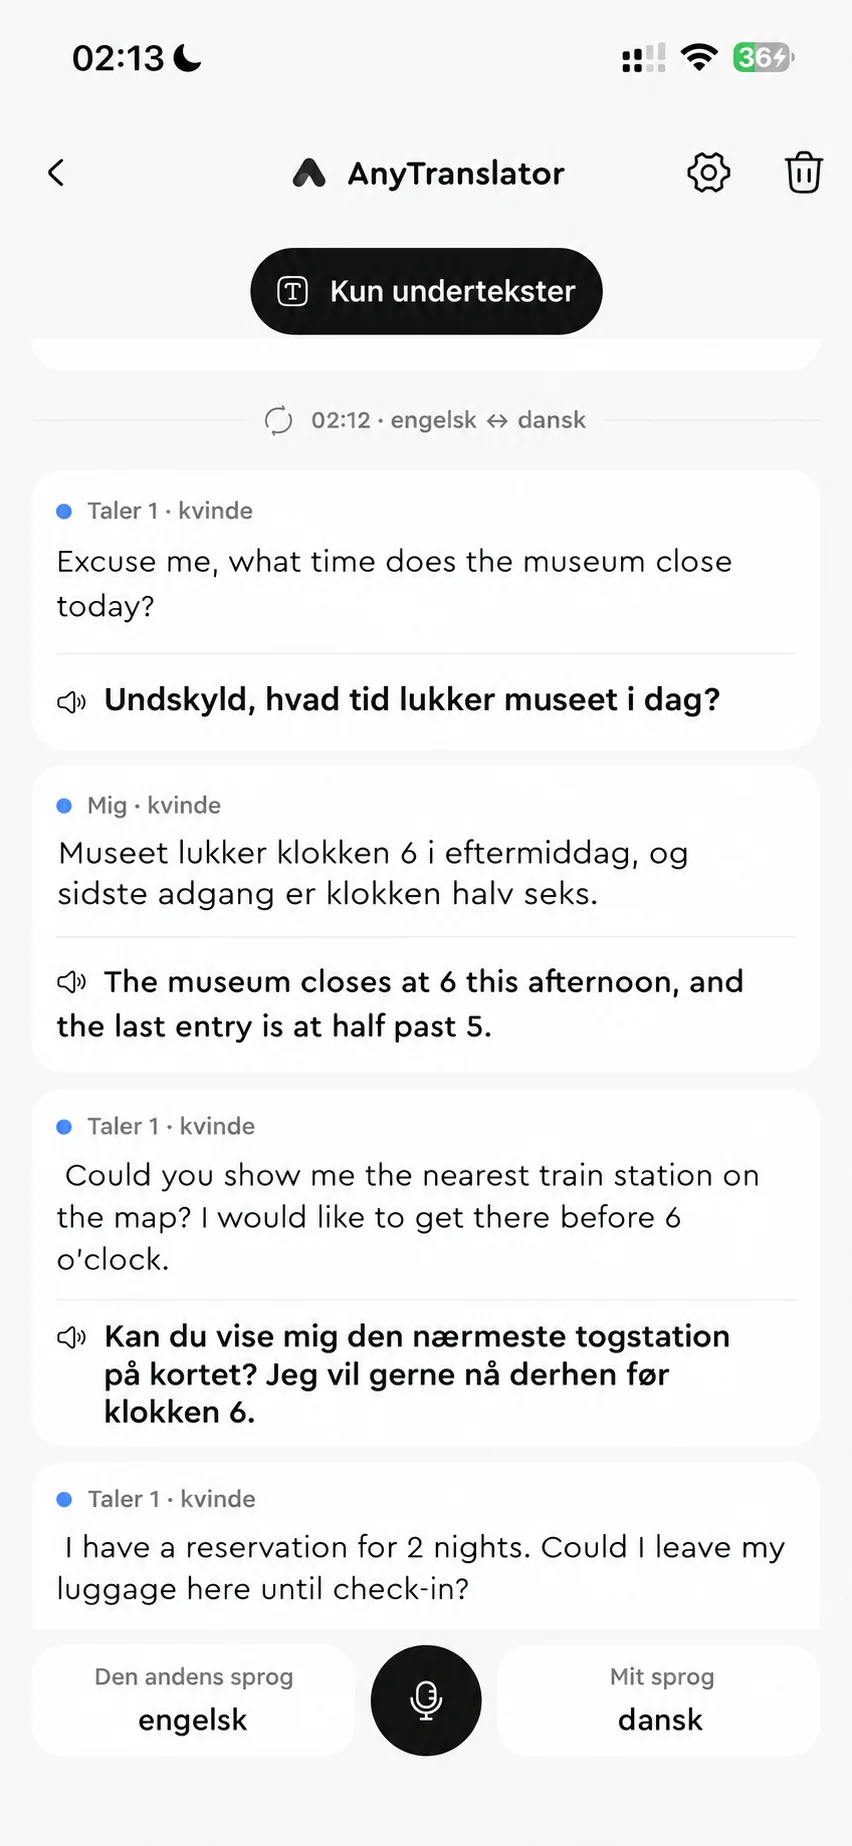 02:13
36
AnyTranslator
Kun undertekster
02:12 · engelsk ↔ dansk
Taler 1 · kvinde
Excuse me, what time does the museum close
today?
Undskyld, hvad tid lukker museet i dag?
Mig · kvinde
Museet lukker klokken 6 i eftermiddag, og
sidste adgang er klokken halv seks.
The museum closes at 6 this afternoon, and
the last entry is at half past 5.
Taler 1 · kvinde
Could you show me the nearest train station on
the map? I would like to get there before 6
o'clock.
Kan du vise mig den nærmeste togstation
på kortet? Jeg vil gerne nå derhen før
klokken 6.
Taler 1 · kvinde
I have a reservation for 2 nights. Could I leave my
luggage here until check-in?
Den andens sprog
engelsk
Mit sprog
dansk